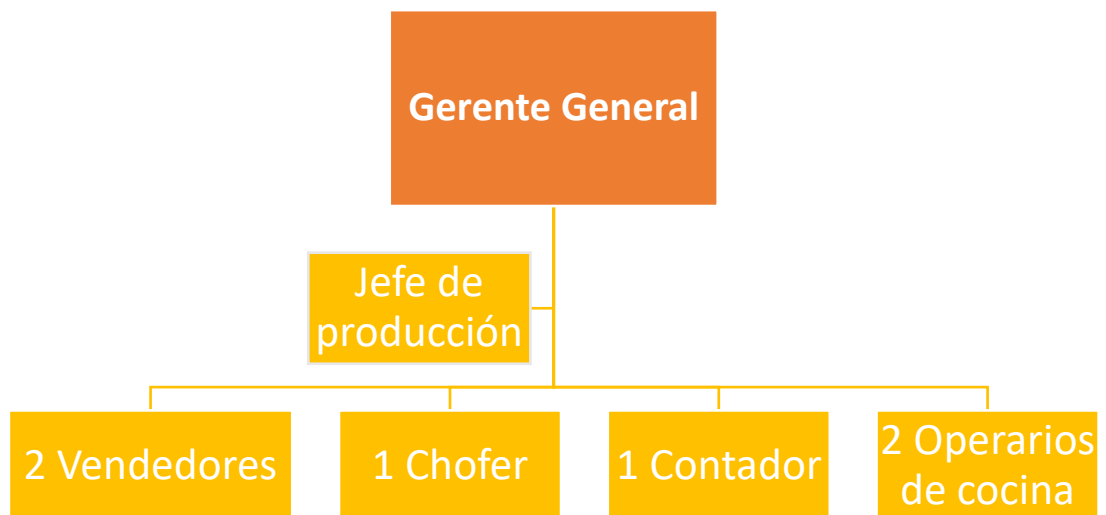 Gerente General
Jefe de
producción
2 Vendedores
1 Chofer
1 Contador
2 Operarios
de cocina